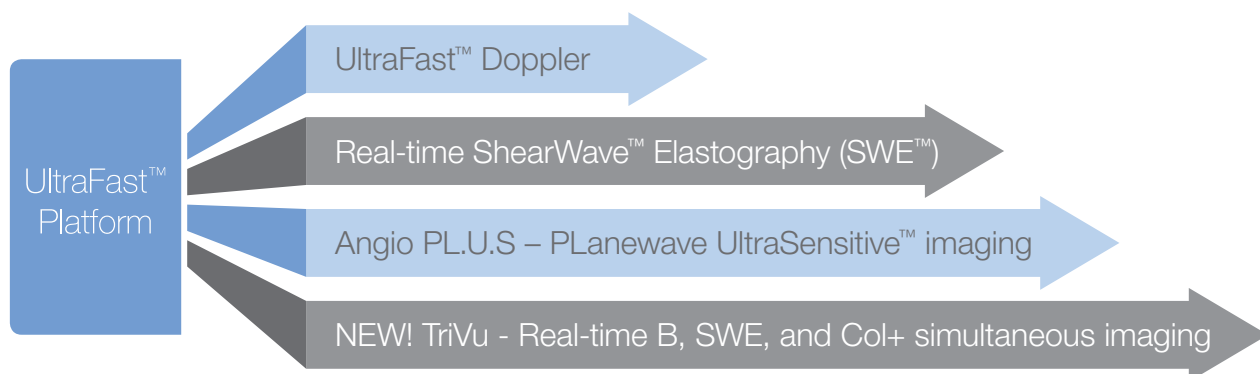 UltraFast™ Doppler
Real-time ShearWave™ Elastography (SWE™)
UltraFast™
Platform
Angio PL.U.S – PLanewave UltraSensitive™ imaging
NEW! TriVu - Real-time B, SWE, and Col+ simultaneous imaging